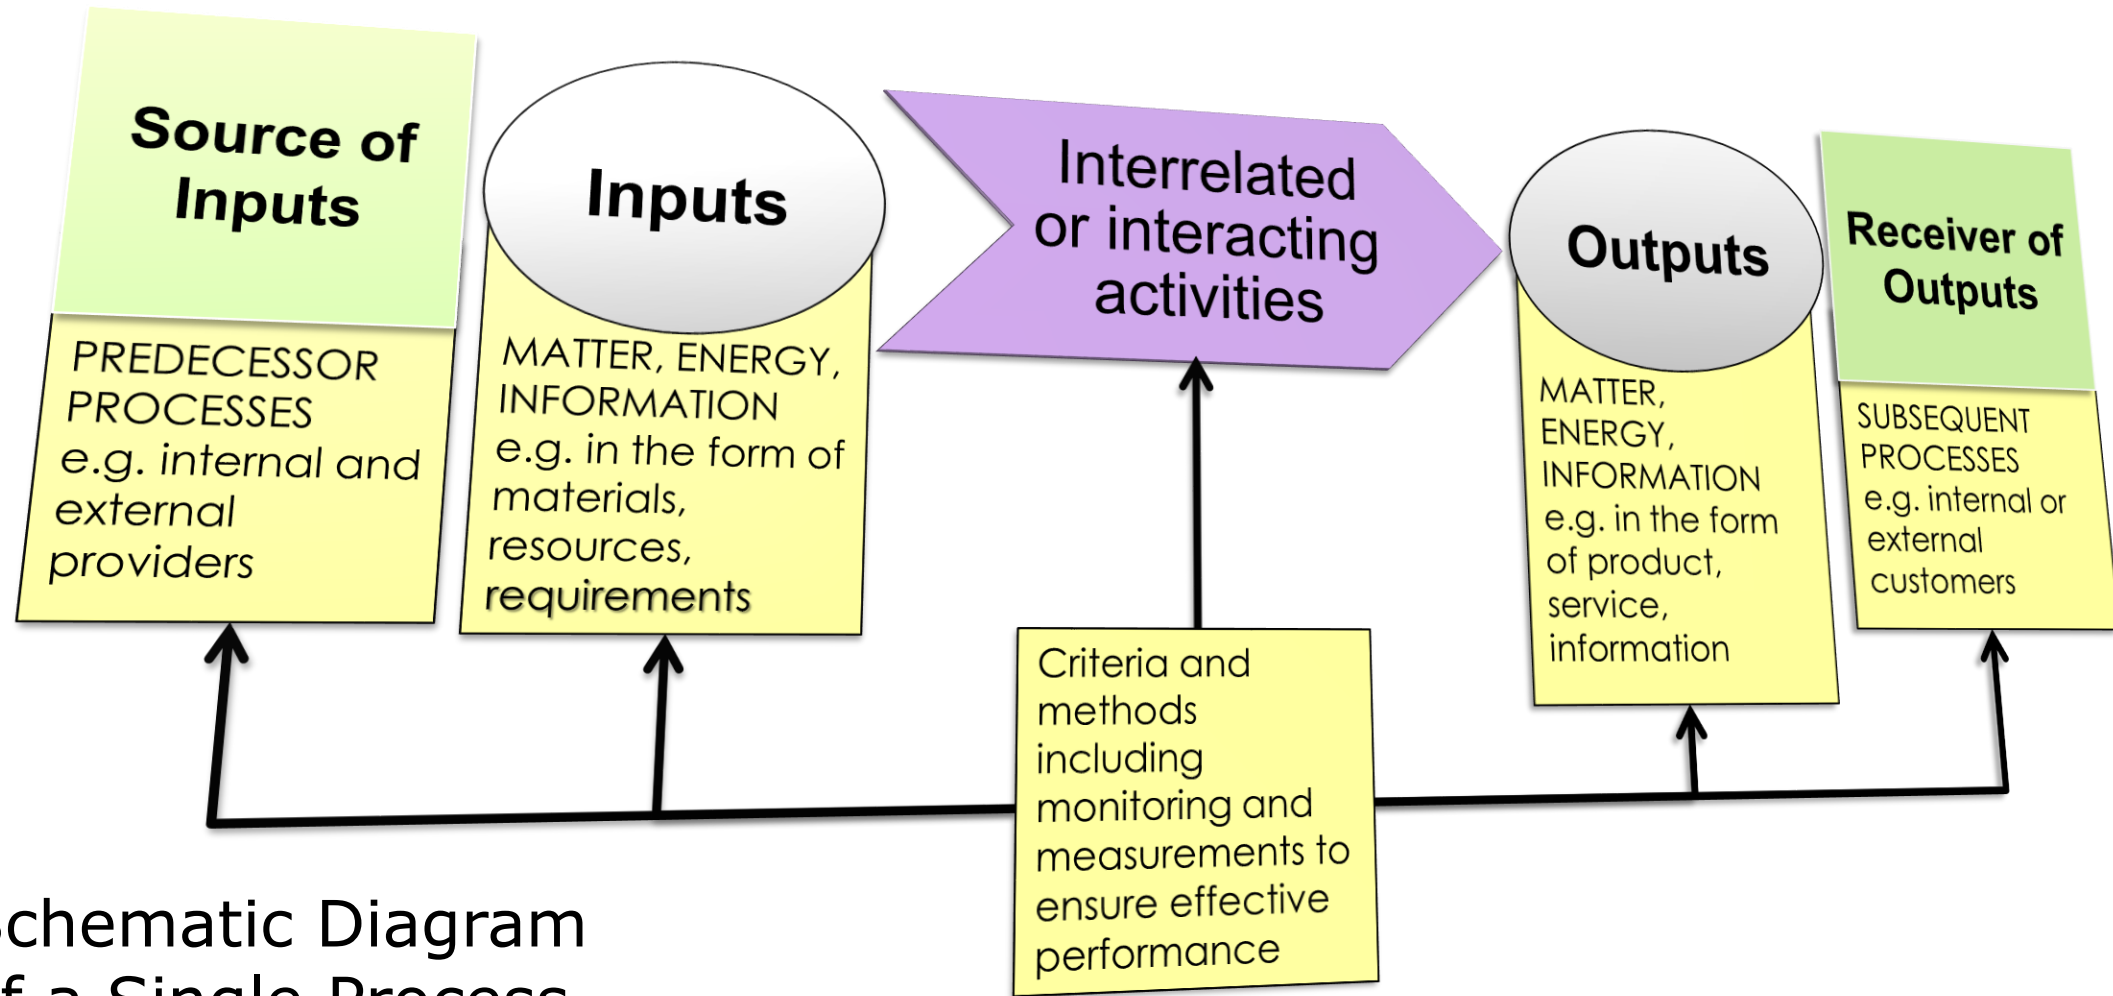 Source of
Inputs
PREDECESSOR
PROCESSES
e.g. internal and
external
providers
Inputs
MATTER, ENERGY,
INFORMATION
e.g. in the form of
materials,
resources,
requirements
Interrelated
or interacting
activities
Criteria and
methods
including
monitoring and
measurements to
ensure effective
performance
Outputs
MATTER,
ENERGY,
INFORMATION
e.g. in the form
of product,
service,
information
Receiver of
Outputs
SUBSEQUENT
PROCESSES
e.g. internal or
external
customers
chematic Diagram
f a Single Process